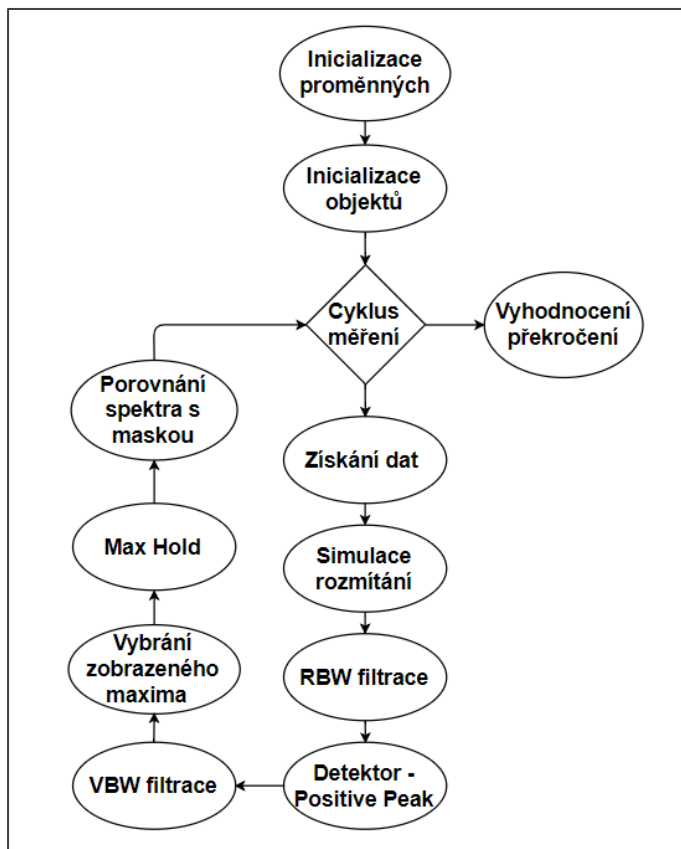 Inicializace
proměnných
Inicializace
objektů
Cyklus
měření
Vyhodnocení
překročení
Získání dat
Simulace
rozmítání
RBW filtrace
Detektor -
Positive Peak
VBW filtrace
Vybrání
zobrazeného
maxima
Max Hold
Porovnání
spektra s
maskou